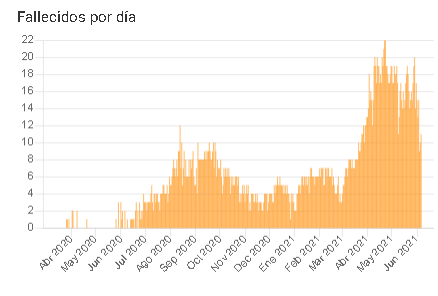 Fallecidos por día
22
20
18
16
14
12
10
8
6
4
2
0
Abr 2020
May 2020
Jun 2020
Jul 2020
Ago 2020
Sep 2020
Oct 2020
Nov 2020
Dec 2020
Ene 2021
Feb 2021
Mar 2021
Abr 2021
May 2021
Jun 2021